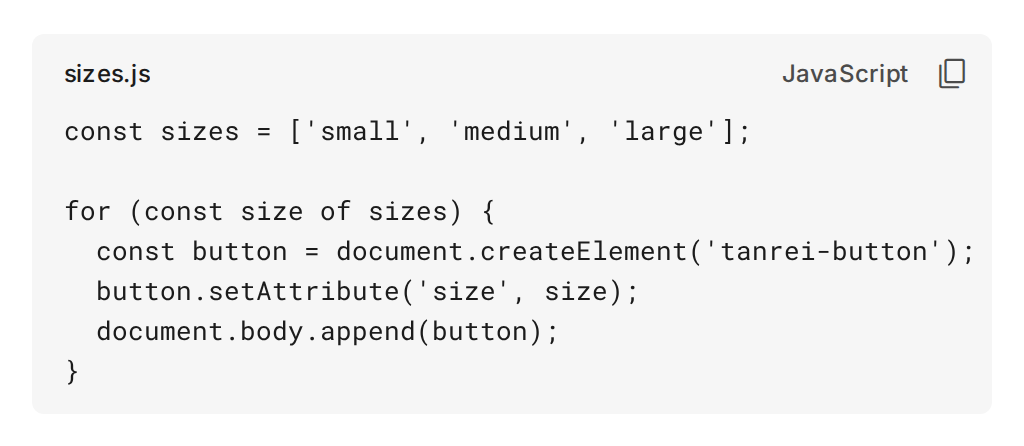 sizes.js
JavaScript
const sizes = ['small', 'medium', 'large'];

for (const size of sizes) {
  const button = document.createElement('tanrei-button');
  button.setAttribute('size', size);
  document.body.append(button);
}